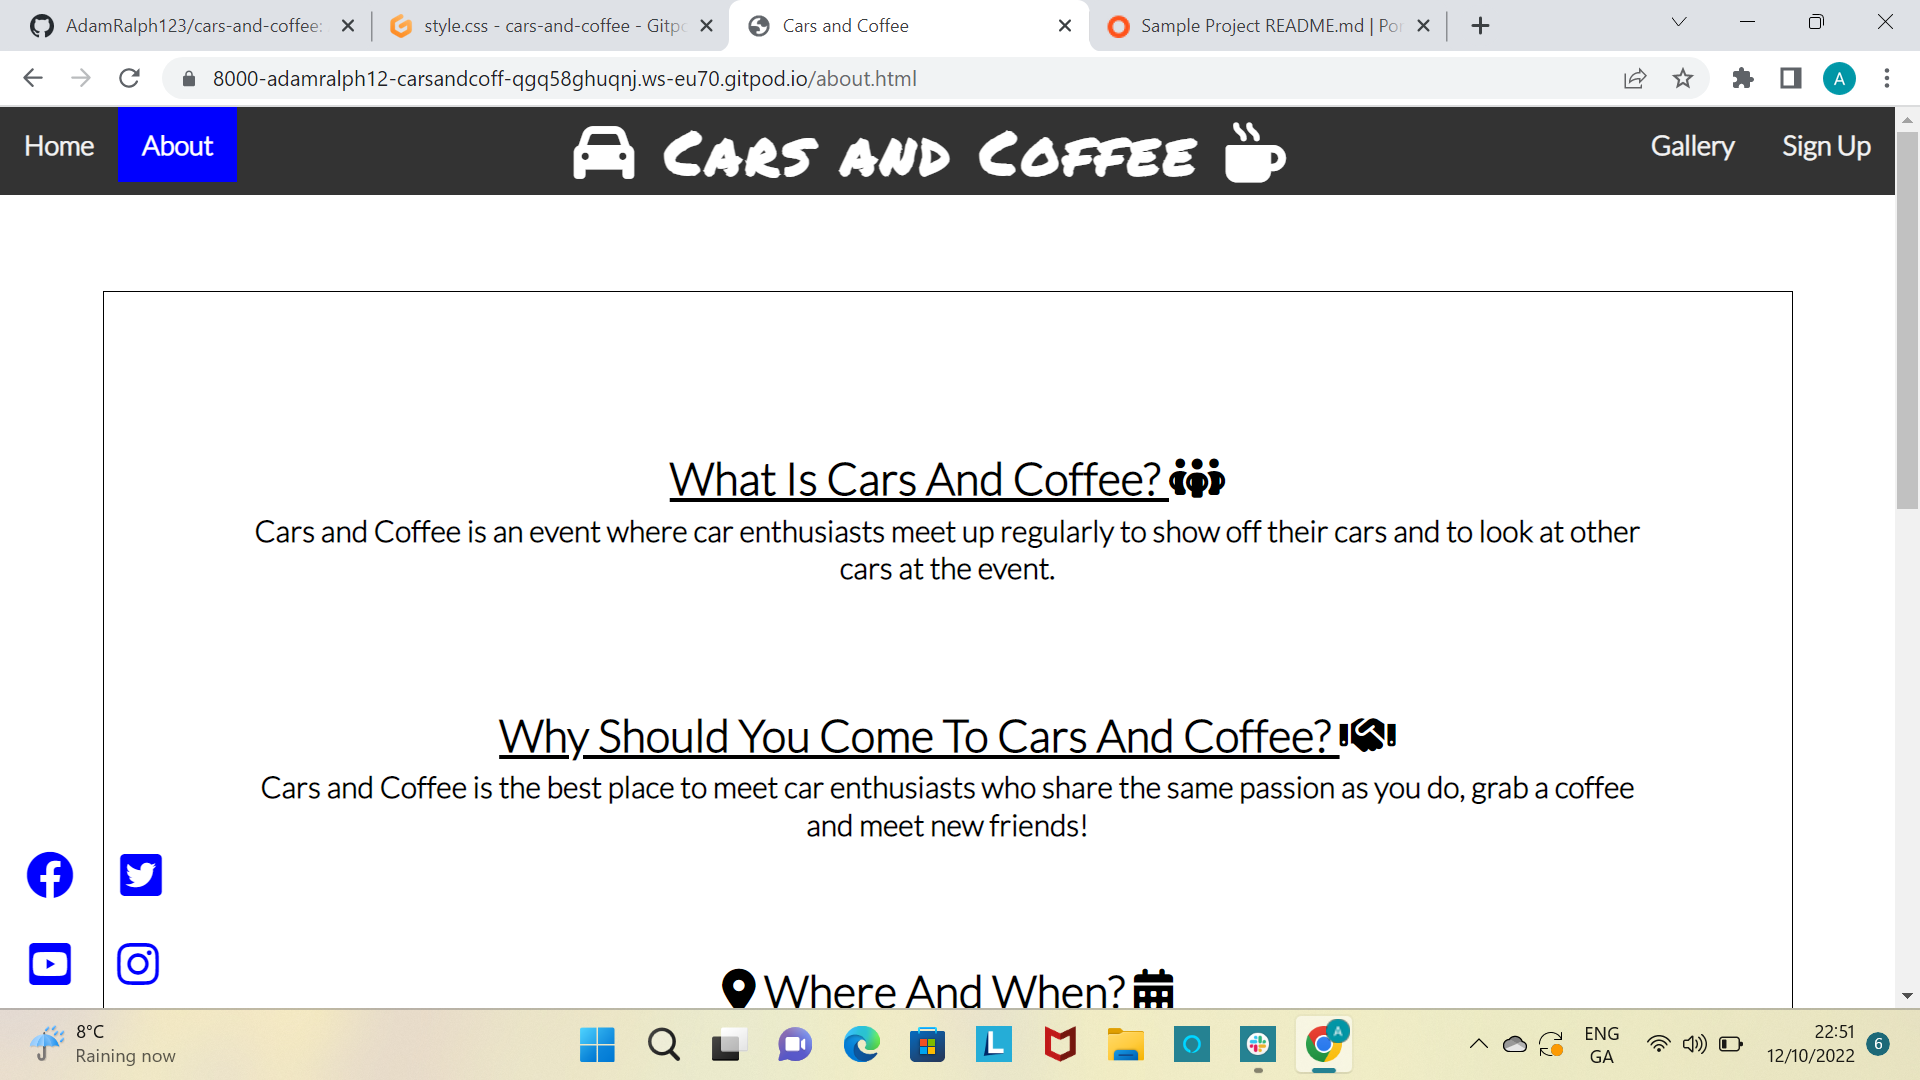 AdamRalph123/cars-and-coffee:
style.css - cars-and-coffee - Gitpo
Cars and Coffee
Sample Project README.md | Por
8000-adamralph12-carsandcoff-qgq58ghuqnj.ws-eu70.gitpod.io/about.html
A
Home
About
Cars and Coffee
Gallery
Sign Up
What Is Cars And Coffee?
Cars and Coffee is an event where car enthusiasts meet up regularly to show off their cars and to look at other
cars at the event.
Why Should You Come To Cars And Coffee?
Cars and Coffee is the best place to meet car enthusiasts who share the same passion as you do, grab a coffee
and meet new friends!
Where And When?
8°C
Raining now
L
A
ENG
GA
22:51
12/10/2022
6